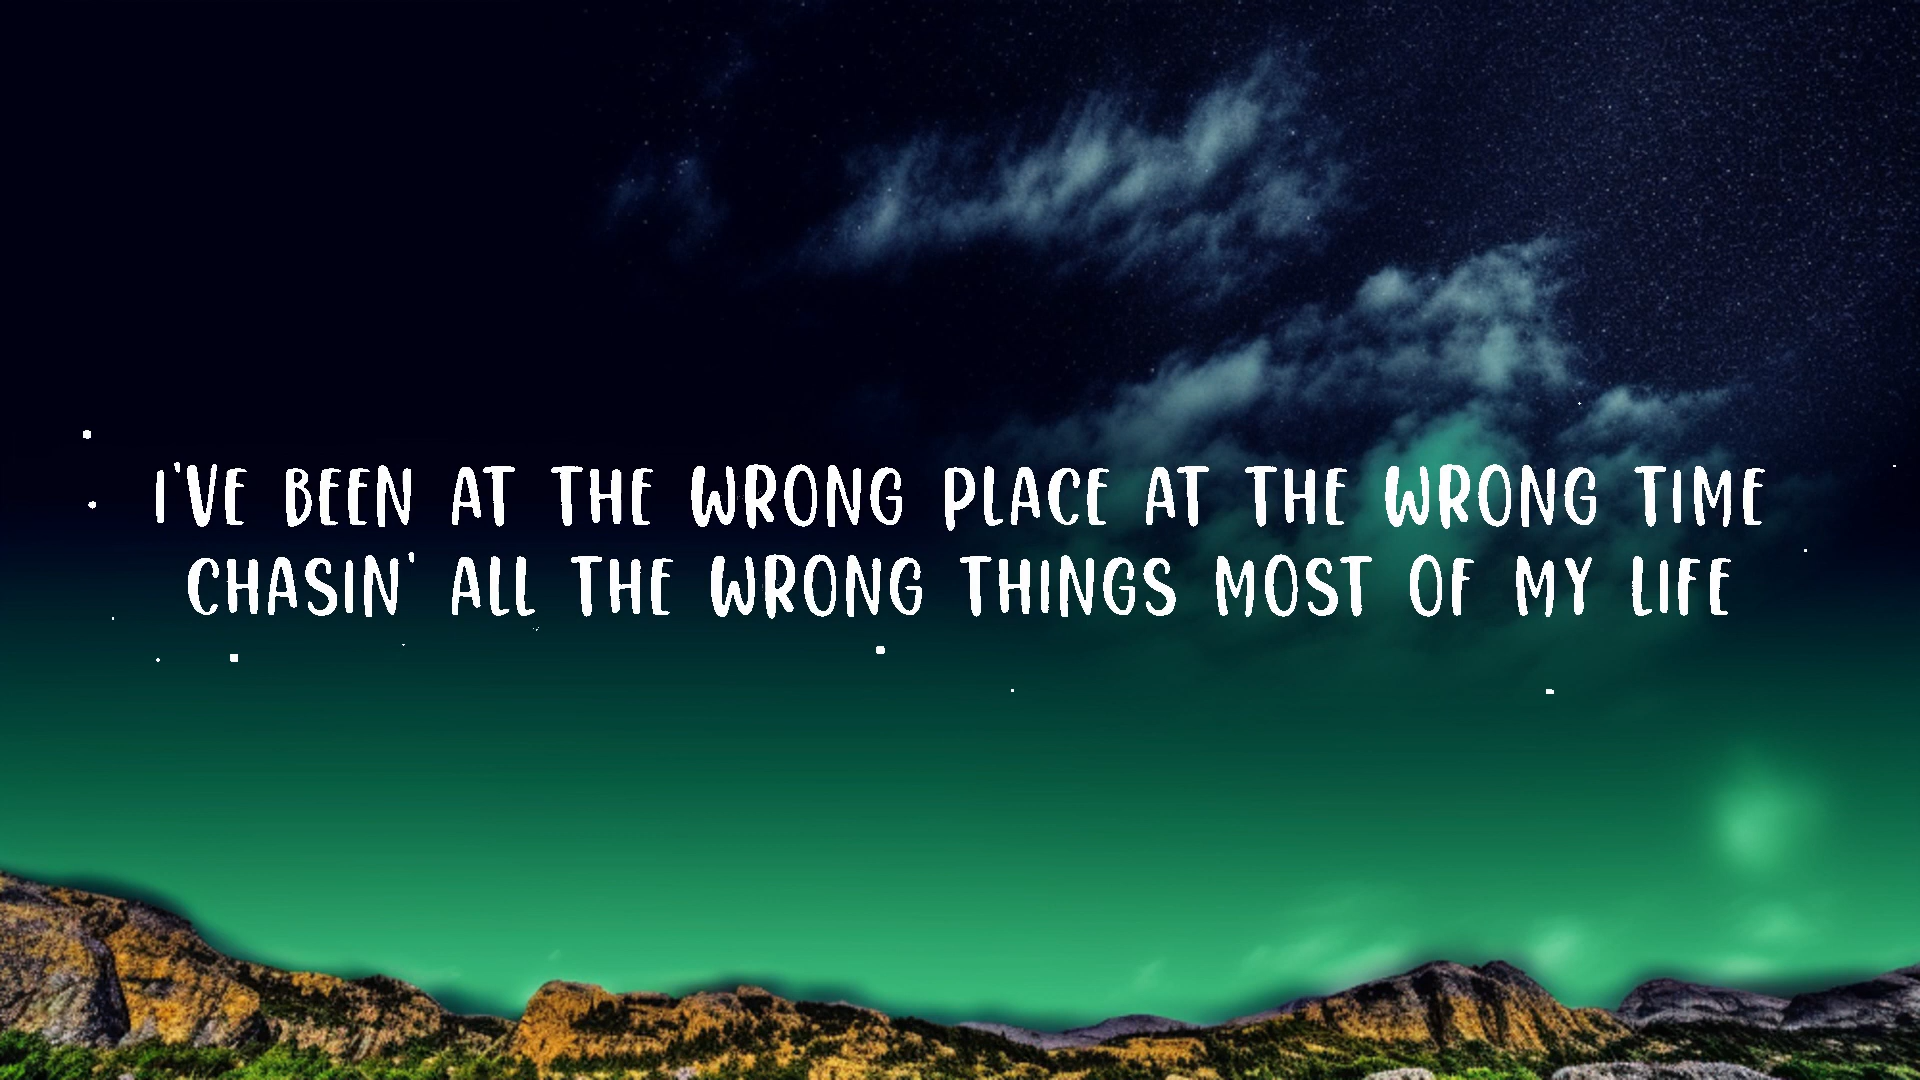 I'VE BEEN AT THE WRONG PLACE AT THE WRONG TIME
CHASIN' ALL THE WRONG THINGS MOST OF MY LIFE